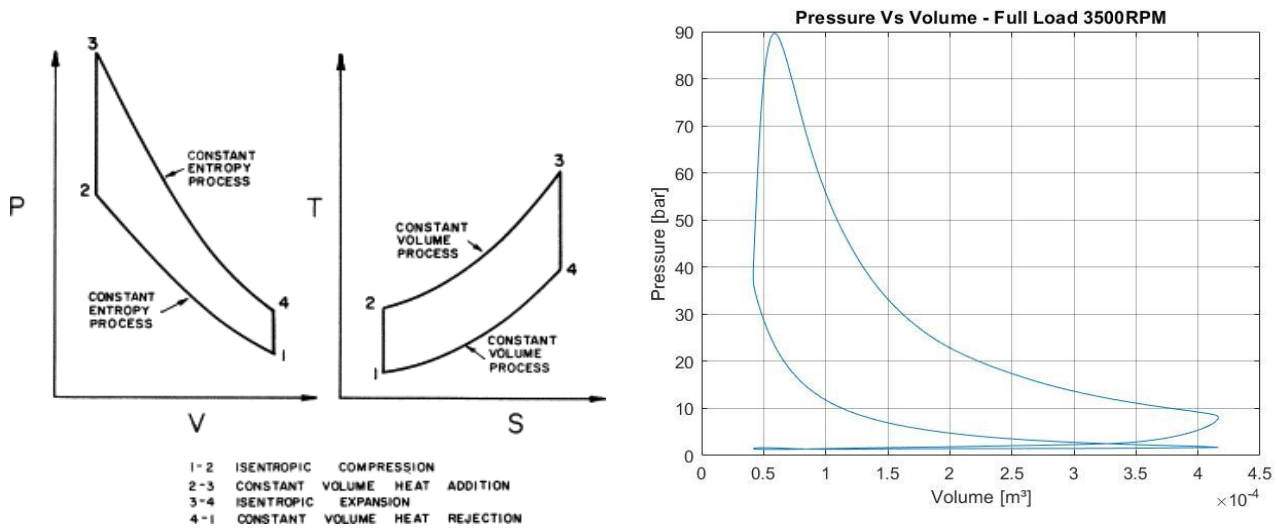 3
CONSTANT
ENTROPY
PROCESS
2
P
CONSTANT
ENTROPY
PROCESS
4
1
V
T
3
CONSTANT
VOLUME
PROCESS
4
2
CONSTANT
VOLUME
PROCESS
1
S
1-2 ISENTROPIC COMPRESSION
2-3 CONSTANT VOLUME HEAT ADDITION
3-4 ISENTROPIC EXPANSION
4-1 CONSTANT VOLUME HEAT REJECTION
Pressure Vs Volume - Full Load 3500RPM
90
80
70
60
50
40
30
20
10
0
Pressure [bar]
0 0.5 1 1.5 2 2.5 3 3.5 4 4.5
Volume [m³]
×10⁻⁴